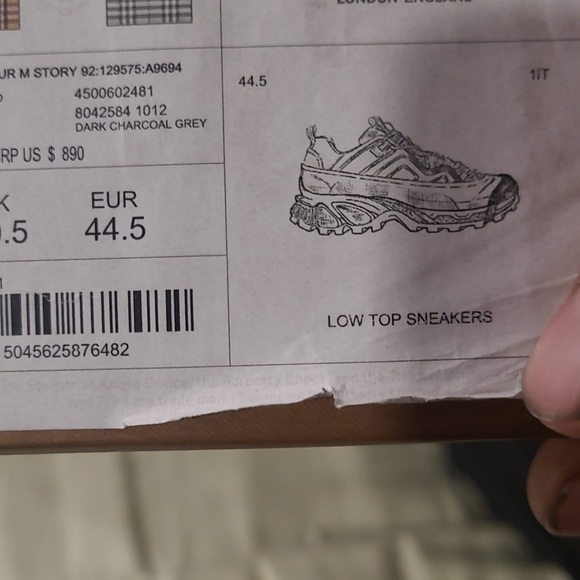 LONDON ENGLAND
UR M STORY 92:129575:A9694
4500602481
8042584 1012
DARK CHARCOAL GREY
RP US $ 890
44.5
1IT
K
EUR
.5
44.5
5045625876482
LOW TOP SNEAKERS